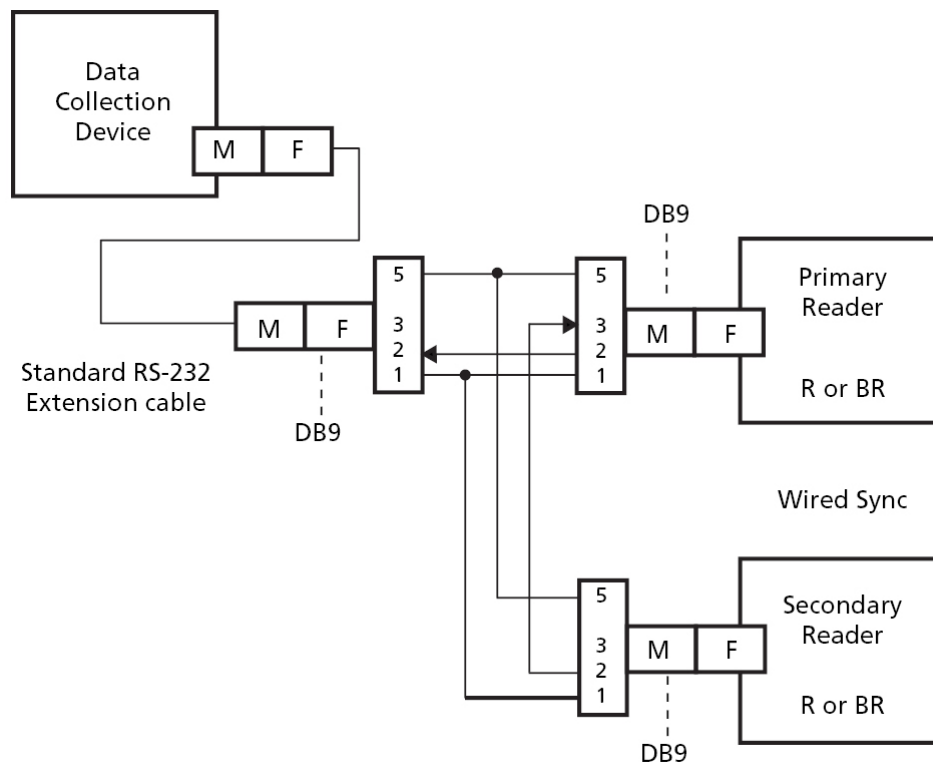 Data
Collection
Device
M
F
DB9
Primary
Reader
R or BR
5
3
2
1
5
3
2
1
M
F
M
F
Standard RS-232
Extension cable
DB9
Wired Sync
Secondary
Reader
R or BR
5
3
2
1
M
F
DB9